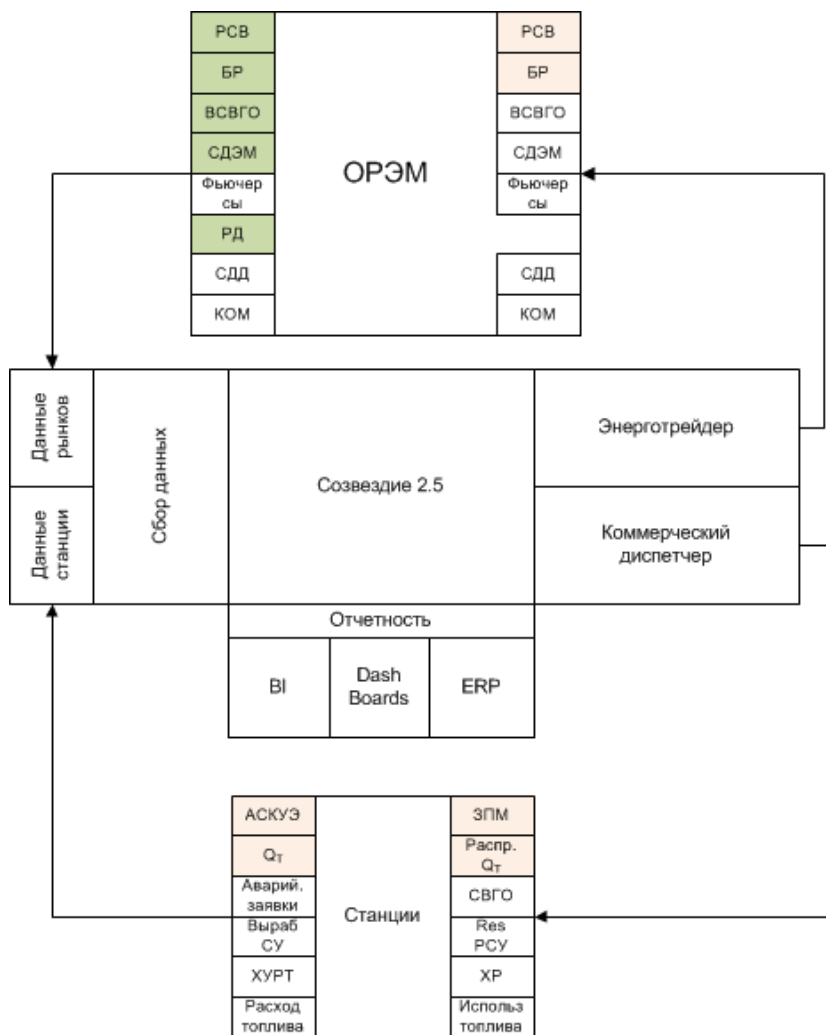 РСВ
БР
ВСВГО
СДЭМ
Фьючер
сы
РД
СДД
КОМ
ОРЭМ
РСВ
БР
ВСВГО
СДЭМ
Фьючер
сы
СДД
КОМ
Данные
рынков
Данные
станции
Сбор данных
Созвездие 2.5
Энерготрейдер
Коммерческий
диспетчер
Отчетность
BI
Dash
Boards
ERP
АСКУЭ
QТ
Аварий.
заявки
Выраб
СУ
ХУРТ
Расход
топлива
Станции
ЗПМ
Распр.
QТ
СВГО
Res
РСУ
ХР
Использ
топлива